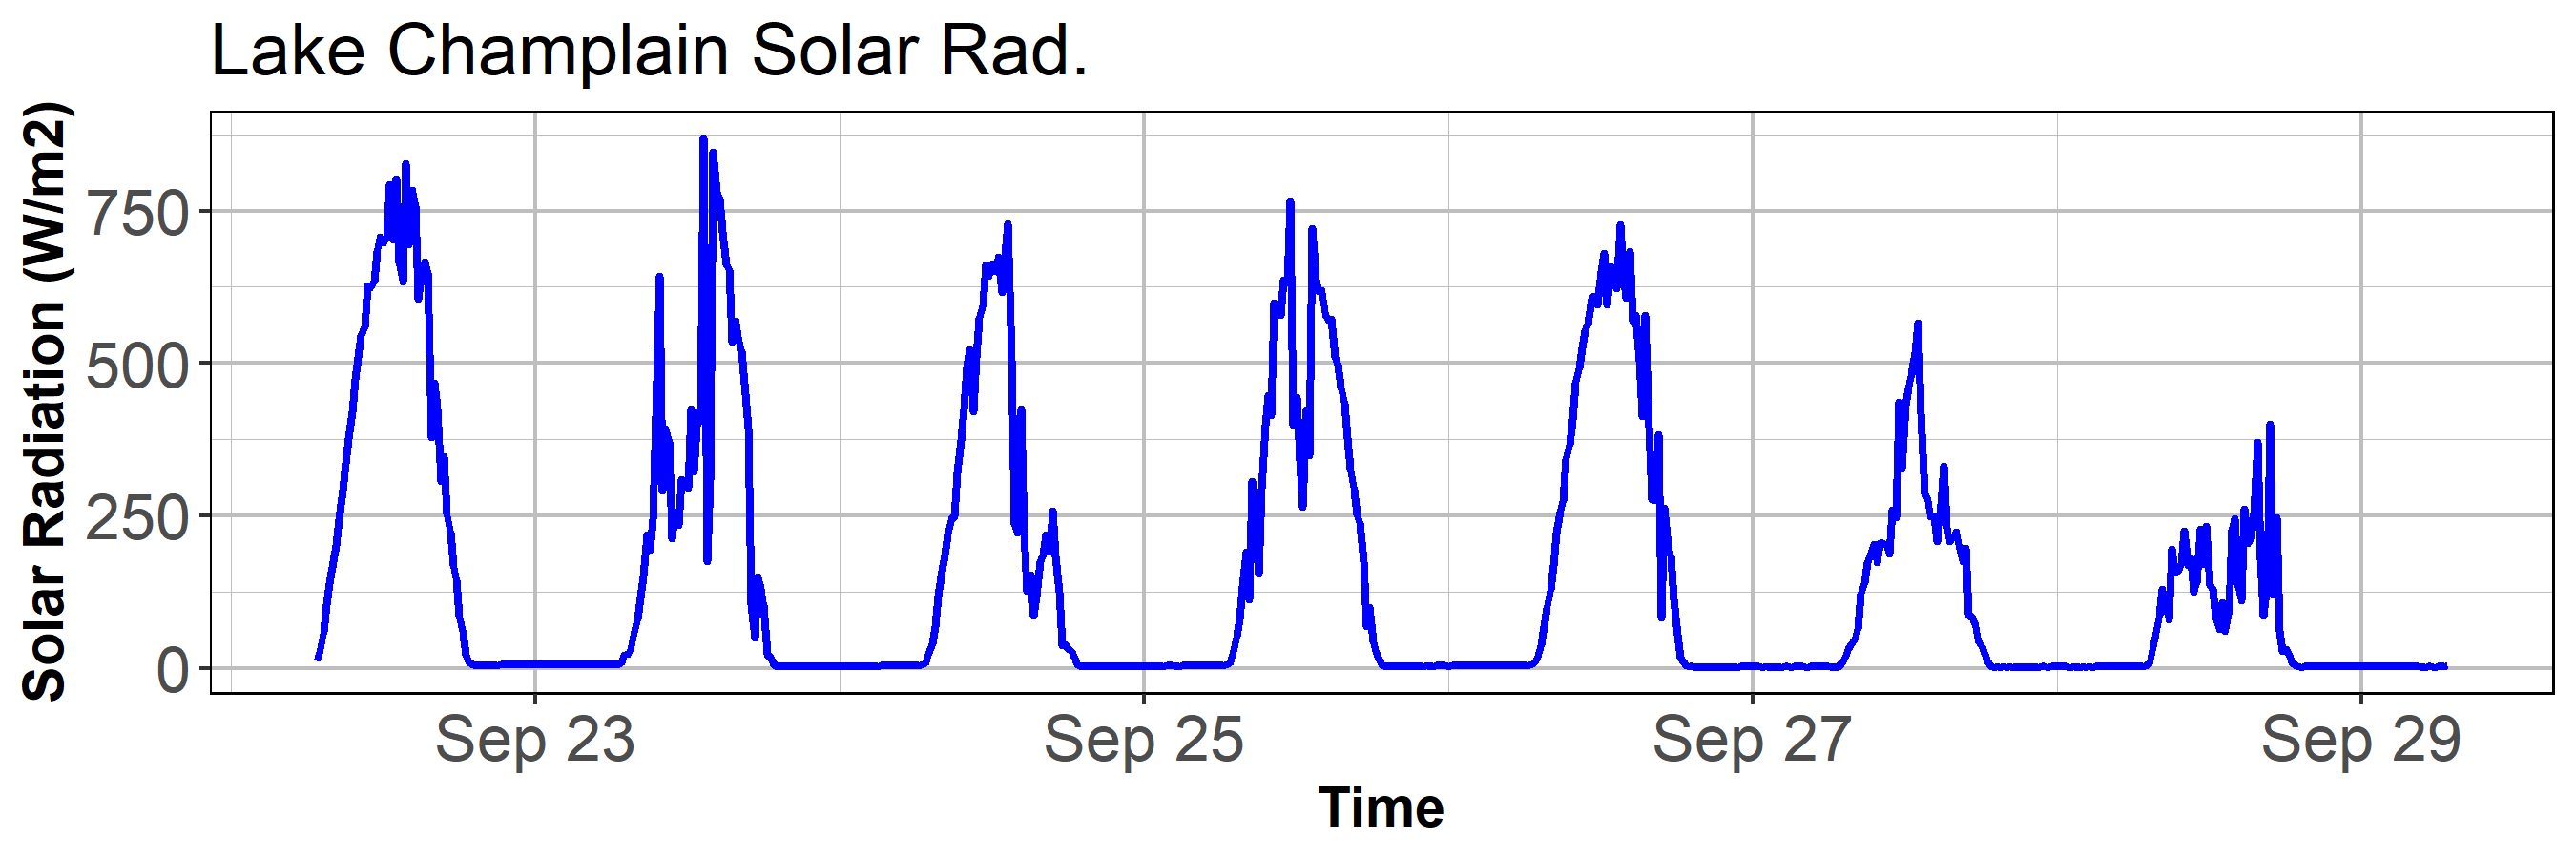 Lake Champlain Solar Rad.
Solar Radiation (W/m2)
750
500
250
0
Sep 23 Sep 25 Sep 27 Sep 29
Time